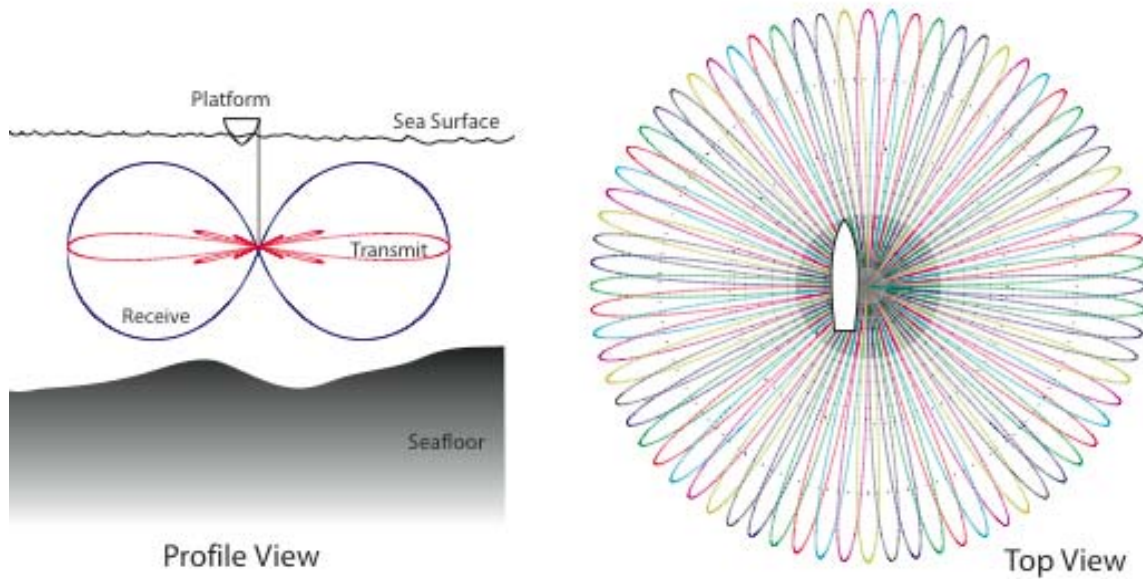 Platform
Sea Surface
Transmit
Receive
Seafloor
Profile View
Top View